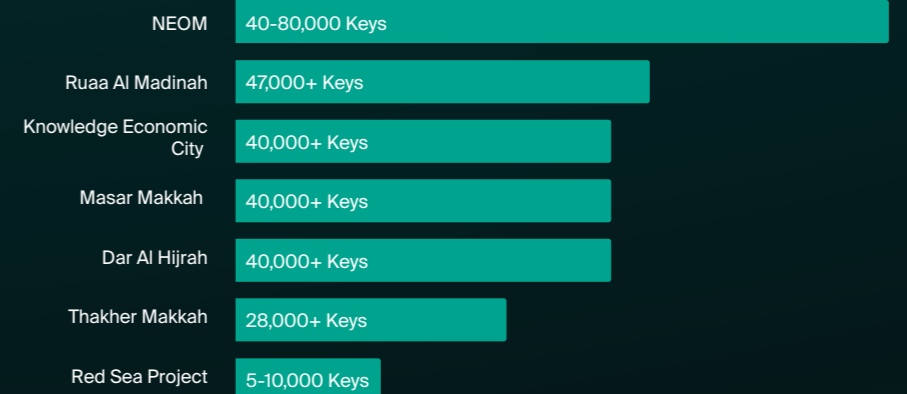 NEOM
40-80,000 Keys
Ruaa Al Madinah
47,000+ Keys
Knowledge Economic
City
40,000+ Keys
Masar Makkah
40,000+ Keys
Dar Al Hijrah
40,000+ Keys
Thakher Makkah
28,000+ Keys
Red Sea Project
5-10,000 Keys